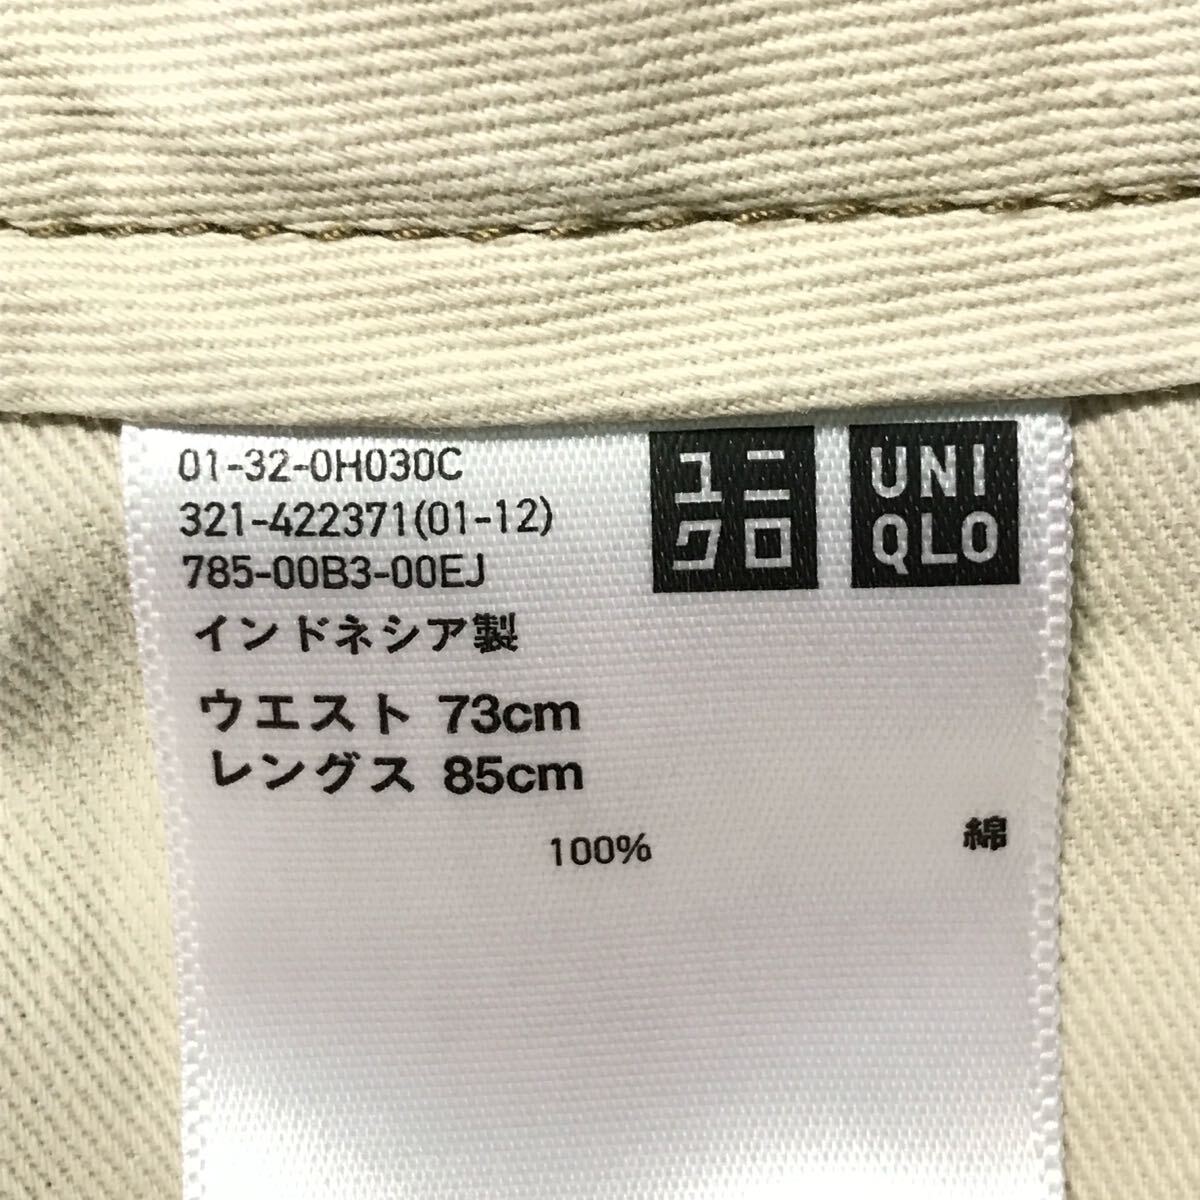 01-32-0H030C
321-422371(01-12)
785-00B3-00EJ
ユニ
クロ
UNI
QLO
インドネシア製
ウエスト 73cm
レングス 85cm
100% 綿